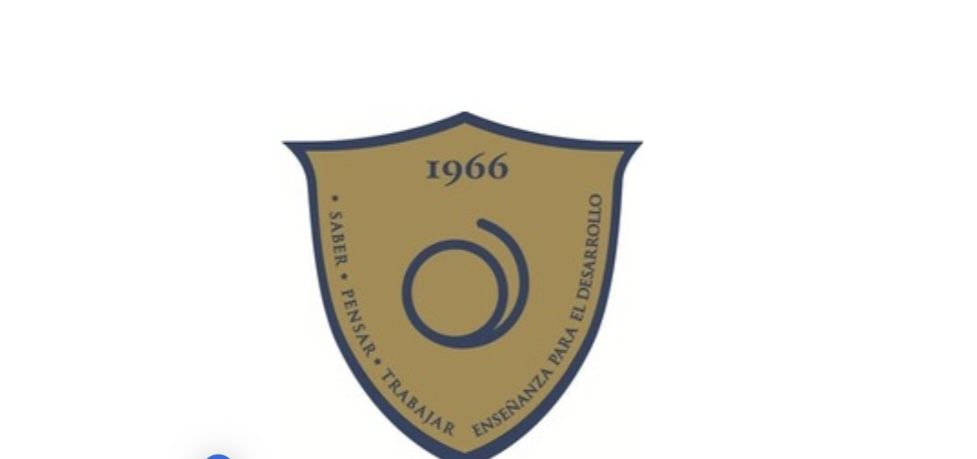 1966
• SABER • PENSAR • TRABAJAR
ENSEÑANZA PARA EL DESARROLLO